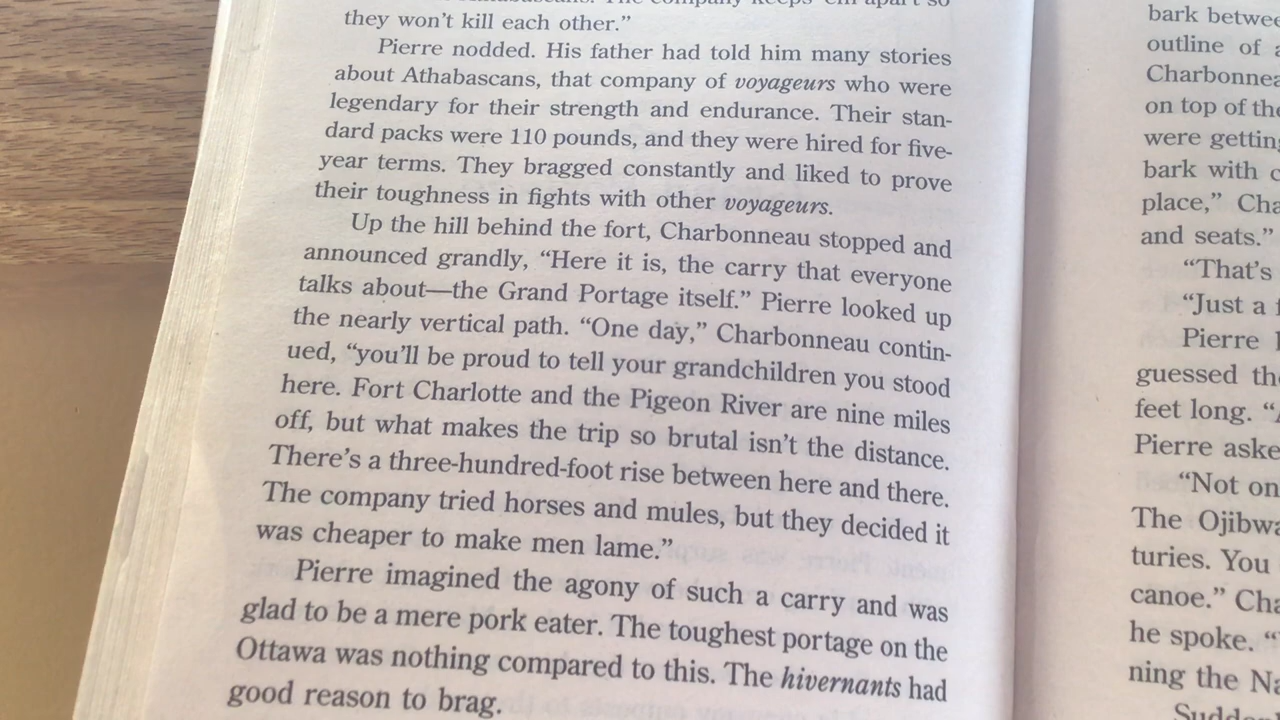 they won't kill each other."
Pierre nodded. His father had told him many stories
about Athabascans, that company of voyageurs who were
legendary for their strength and endurance. Their stan-
dard packs were 110 pounds, and they were hired for five-
year terms. They bragged constantly and liked to prove
their toughness in fights with other voyageurs.
Up the hill behind the fort, Charbonneau stopped and
announced grandly, "Here it is, the carry that everyone
talks about—the Grand Portage itself." Pierre looked up
the nearly vertical path. "One day," Charbonneau contin-
ued, "you'll be proud to tell your grandchildren you stood
here. Fort Charlotte and the Pigeon River are nine miles
off, but what makes the trip so brutal isn't the distance.
There's a three-hundred-foot rise between here and there.
The company tried horses and mules, but they decided it
was cheaper to make men lame."
Pierre imagined the agony of such a carry and was
glad to be a mere pork eater. The toughest portage on the
Ottawa was nothing compared to this. The hivernants had
good reason to brag.
bark
outline of
on top of
were
bark with
place,"
and seats."
"That's
"Just a
Pierre
guessed
feet long.
Pierre
"Not
The
turies. You
canoe."
he spoke.
ning the